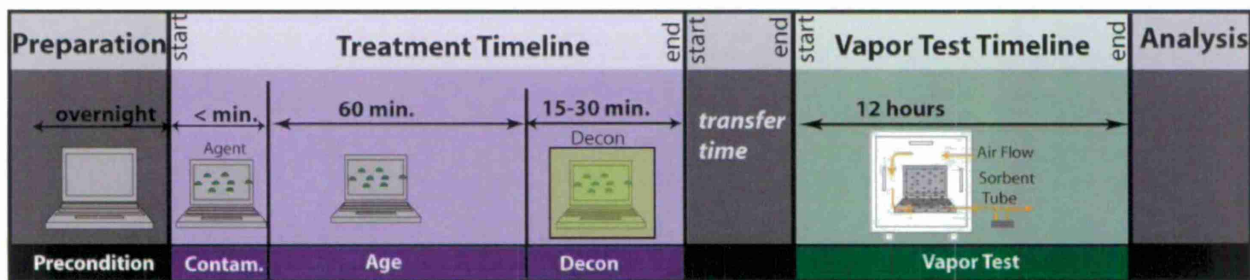 Preparation
start
Treatment Timeline
end
start
end
start
Vapor Test Timeline
end
Analysis
overnight
< min.
60 min.
15-30 min.
transfer
time
12 hours
Agent
Decon
Air Flow
Sorbent
Tube
Precondition
Contam.
Age
Decon
Vapor Test